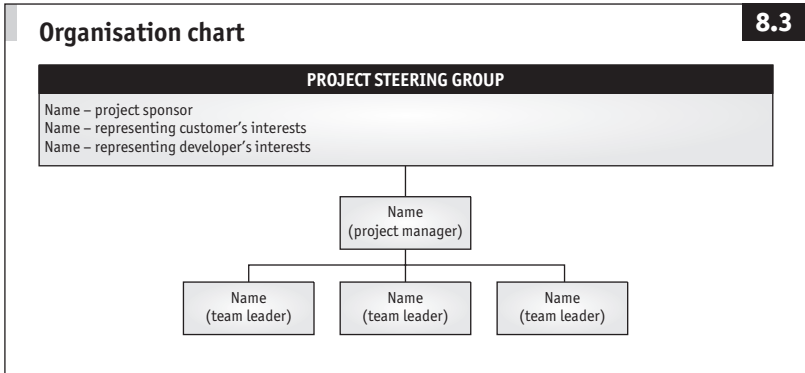 Organisation chart
8.3
PROJECT STEERING GROUP
Name – project sponsor
Name – representing customer's interests
Name – representing developer's interests
Name
(project manager)
Name
(team leader)
Name
(team leader)
Name
(team leader)